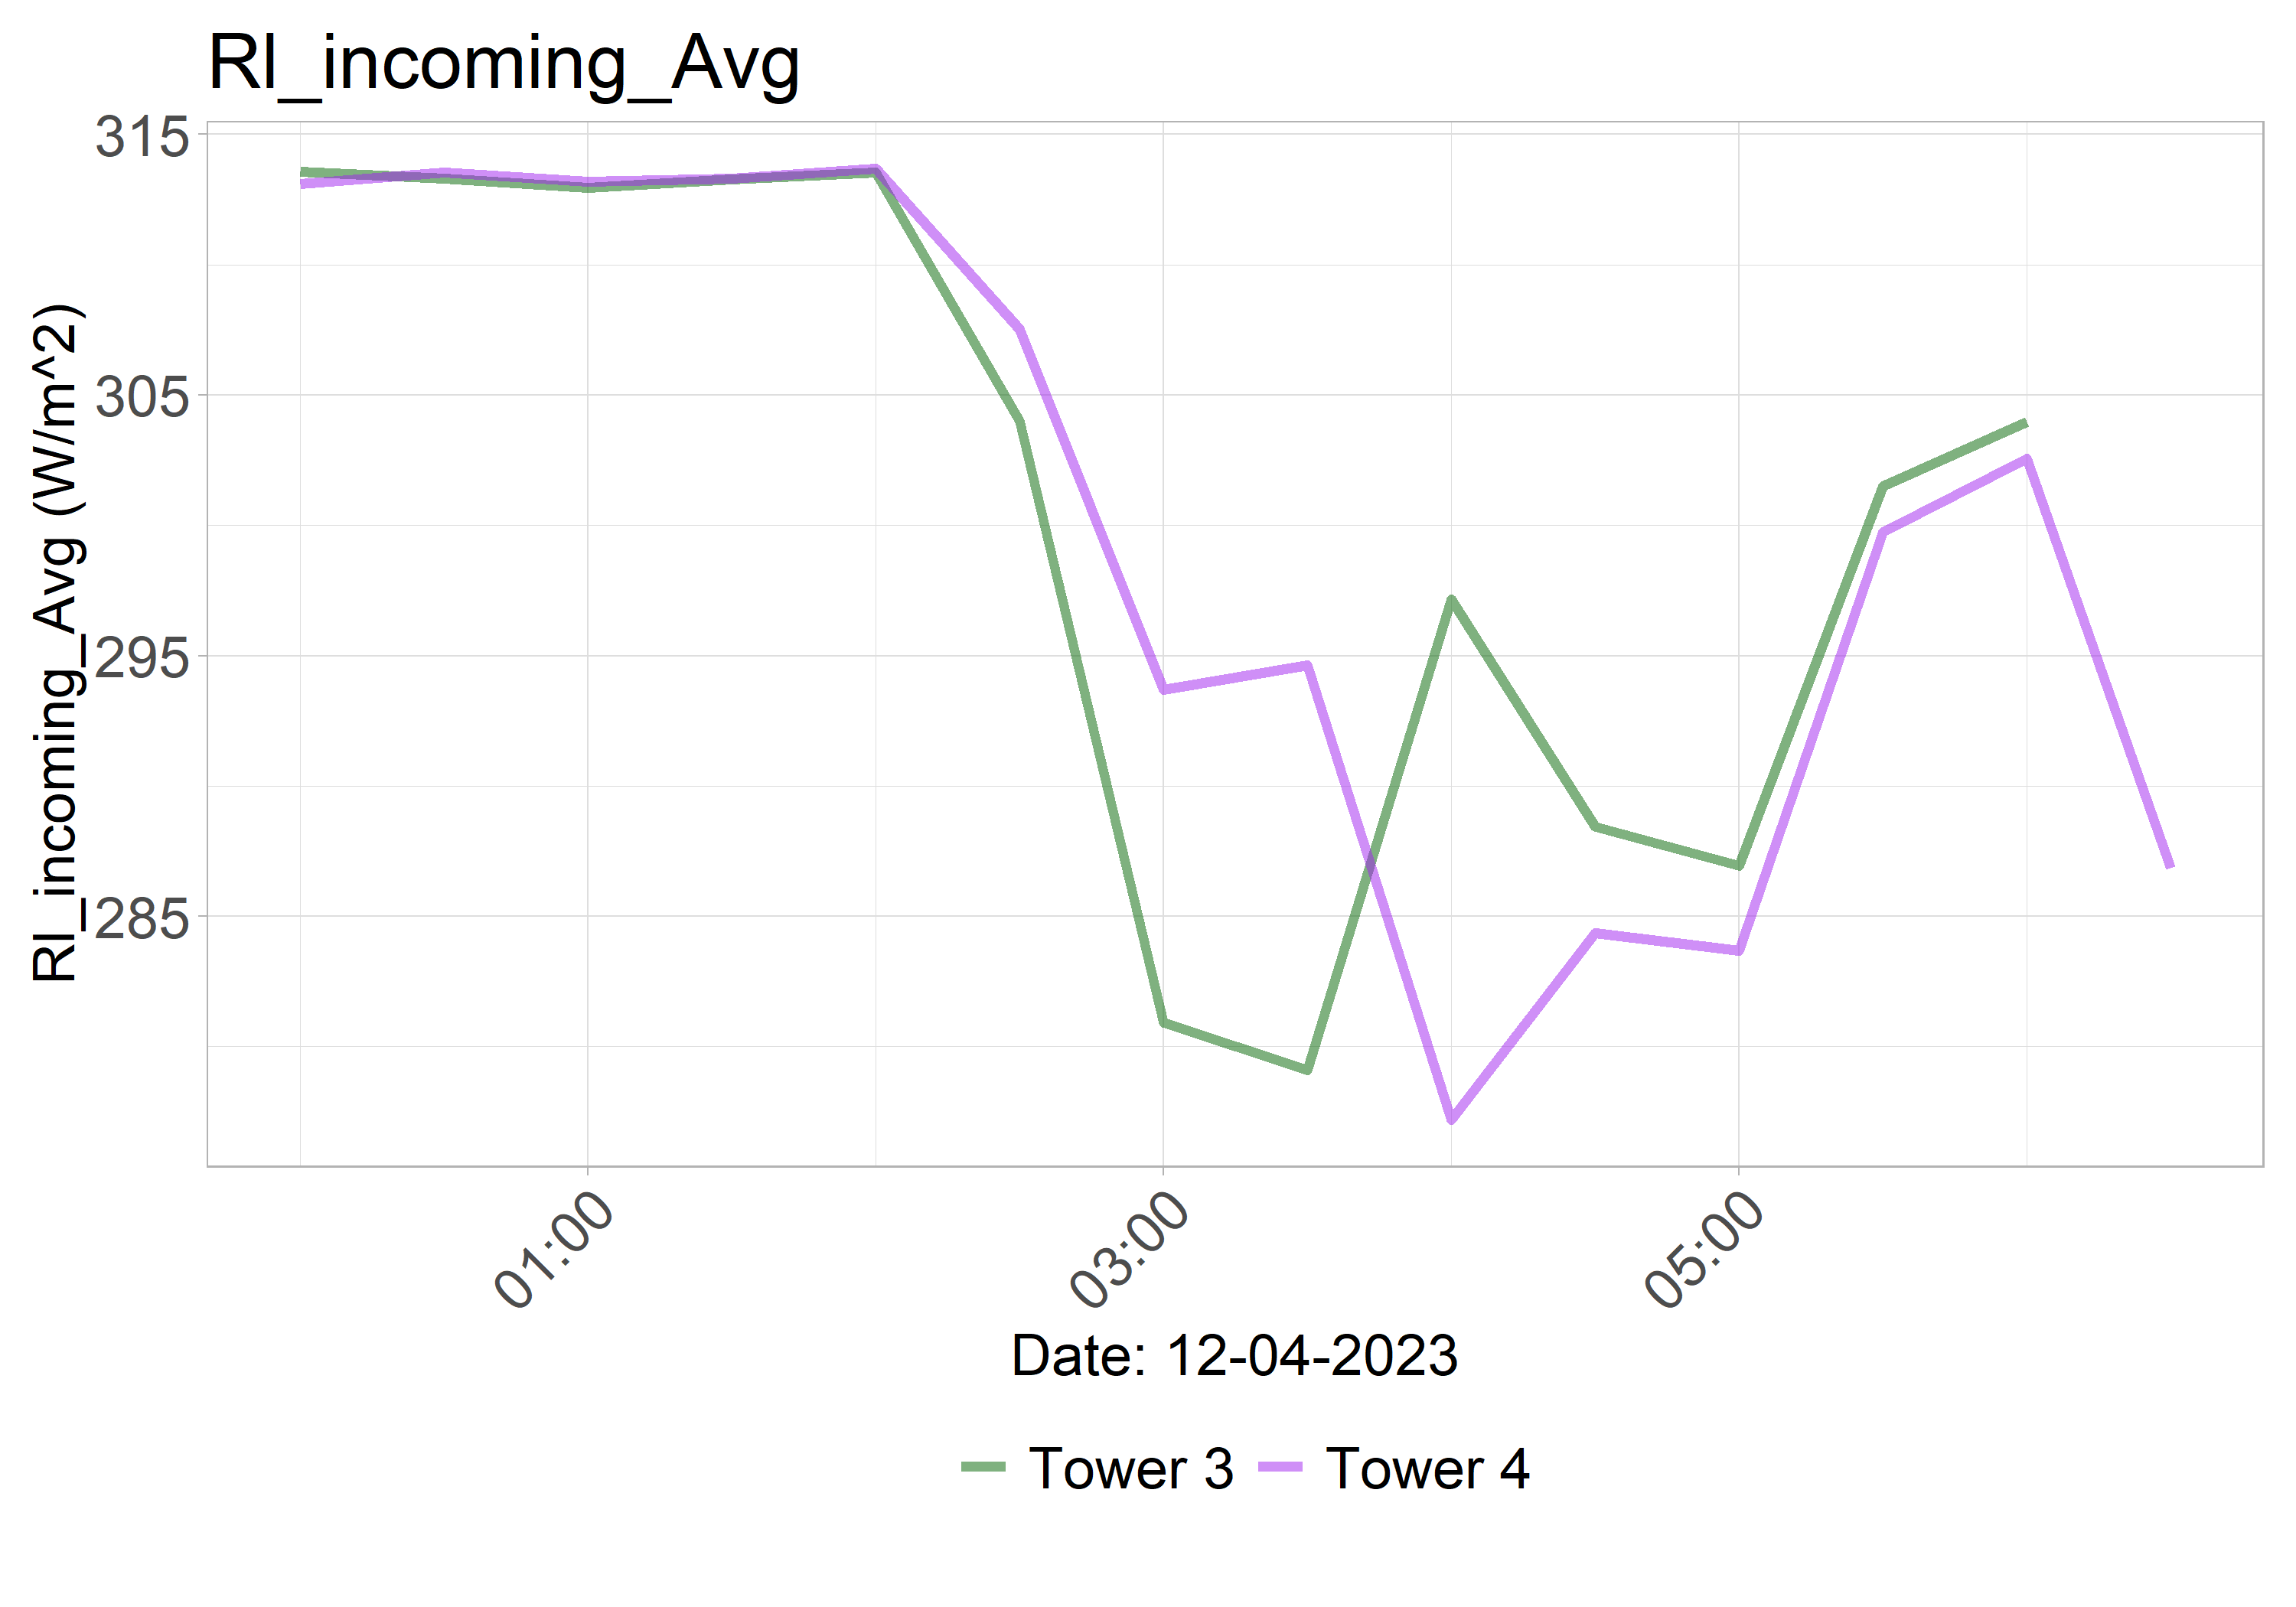 Rl_incoming_Avg
Rl_incoming_Avg (W/m^2)
315
305
295
285
01:00
03:00
05:00
Date: 12-04-2023
Tower 3
Tower 4